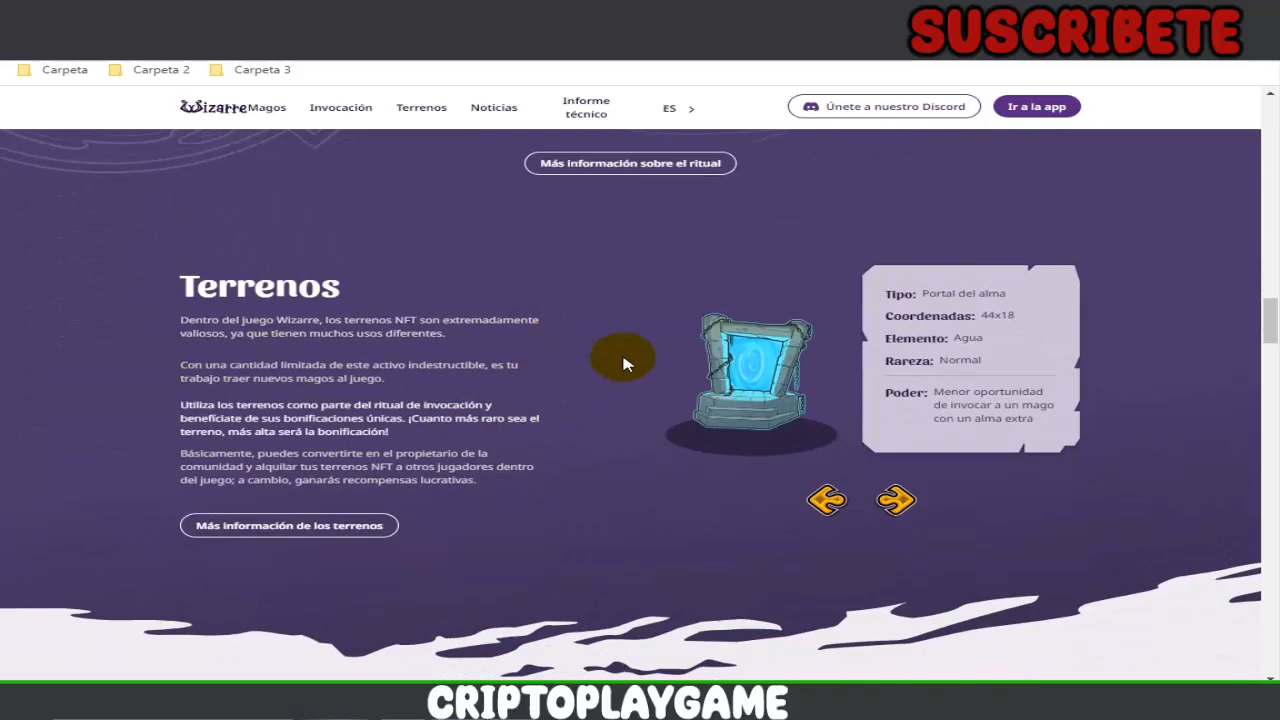 SUSCRIBETE
Carpeta Carpeta 2 Carpeta 3
Wizarre Magos Invocación Terrenos Noticias Informe técnico ES > Únete a nuestro Discord Ir a la app
Más información sobre el ritual
Terrenos
Dentro del juego Wizarre, los terrenos NFT son extremadamente
valiosos, ya que tienen muchos usos diferentes.
Con una cantidad limitada de este activo indestructible, es tu
trabajo traer nuevos magos al juego.
Utiliza los terrenos como parte del ritual de invocación y
benefíciate de sus bonificaciones únicas. ¡Cuanto más raro sea el
terreno, más alta será la bonificación!
Básicamente, puedes convertirte en el propietario de la
comunidad y alquilar tus terrenos NFT a otros jugadores dentro
del juego; a cambio, ganarás recompensas lucrativas.
Más información de los terrenos
Tipo: Portal del alma
Coordenadas: 44x18
Elemento: Agua
Rareza: Normal
Poder: Menor oportunidad
de invocar a un mago
con un alma extra
CRIPTOPLAYGAME